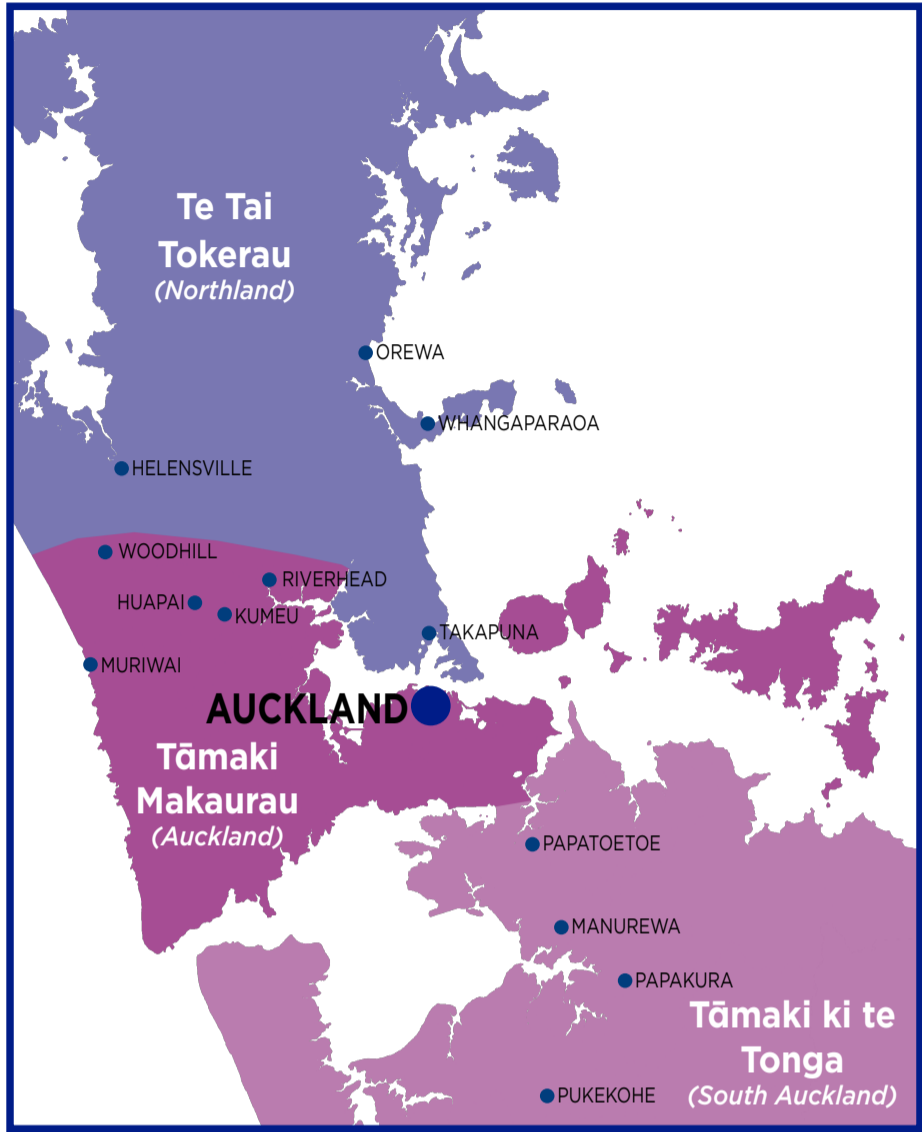 Te Tai
Tokerau
(Northland)
OREWA
WHANGAPARAOA
HELENSVILLE
WOODHILL
RIVERHEAD
HUAPAI
KUMEU
TAKAPUNA
MURIWAI
AUCKLAND
Tāmaki
Makaurau
(Auckland)
PAPATOETOE
MANUREWA
PAPAKURA
Tāmaki ki te
Tonga
(South Auckland)
PUKEKOHE